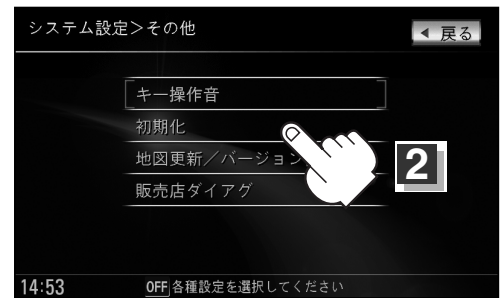 システム設定＞その他
◀ 戻る
キー操作音
初期化
地図更新／バージョン
販売店ダイアグ
2
14:53
OFF 各種設定を選択してください